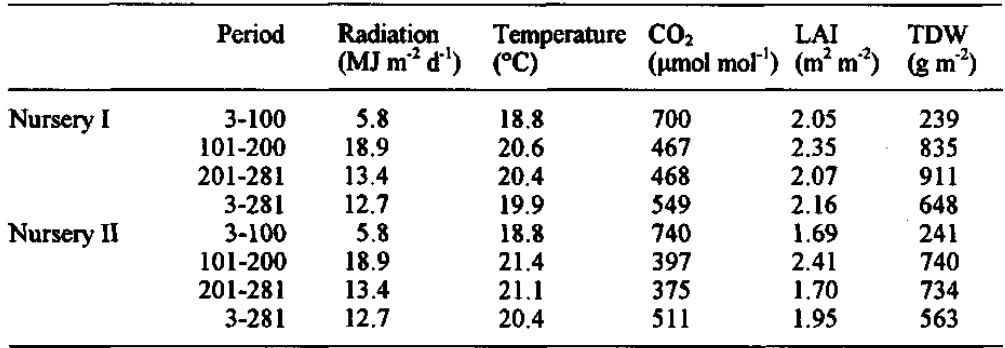 Period Radiation Temperature CO₂ LAI TDW
(MJ m⁻² d⁻¹) (°C) (µmol mol⁻¹) (m² m⁻²) (g m⁻²)
Nursery I 3-100 5.8 18.8 700 2.05 239
101-200 18.9 20.6 467 2.35 835
201-281 13.4 20.4 468 2.07 911
3-281 12.7 19.9 549 2.16 648
Nursery II 3-100 5.8 18.8 740 1.69 241
101-200 18.9 21.4 397 2.41 740
201-281 13.4 21.1 375 1.70 734
3-281 12.7 20.4 511 1.95 563